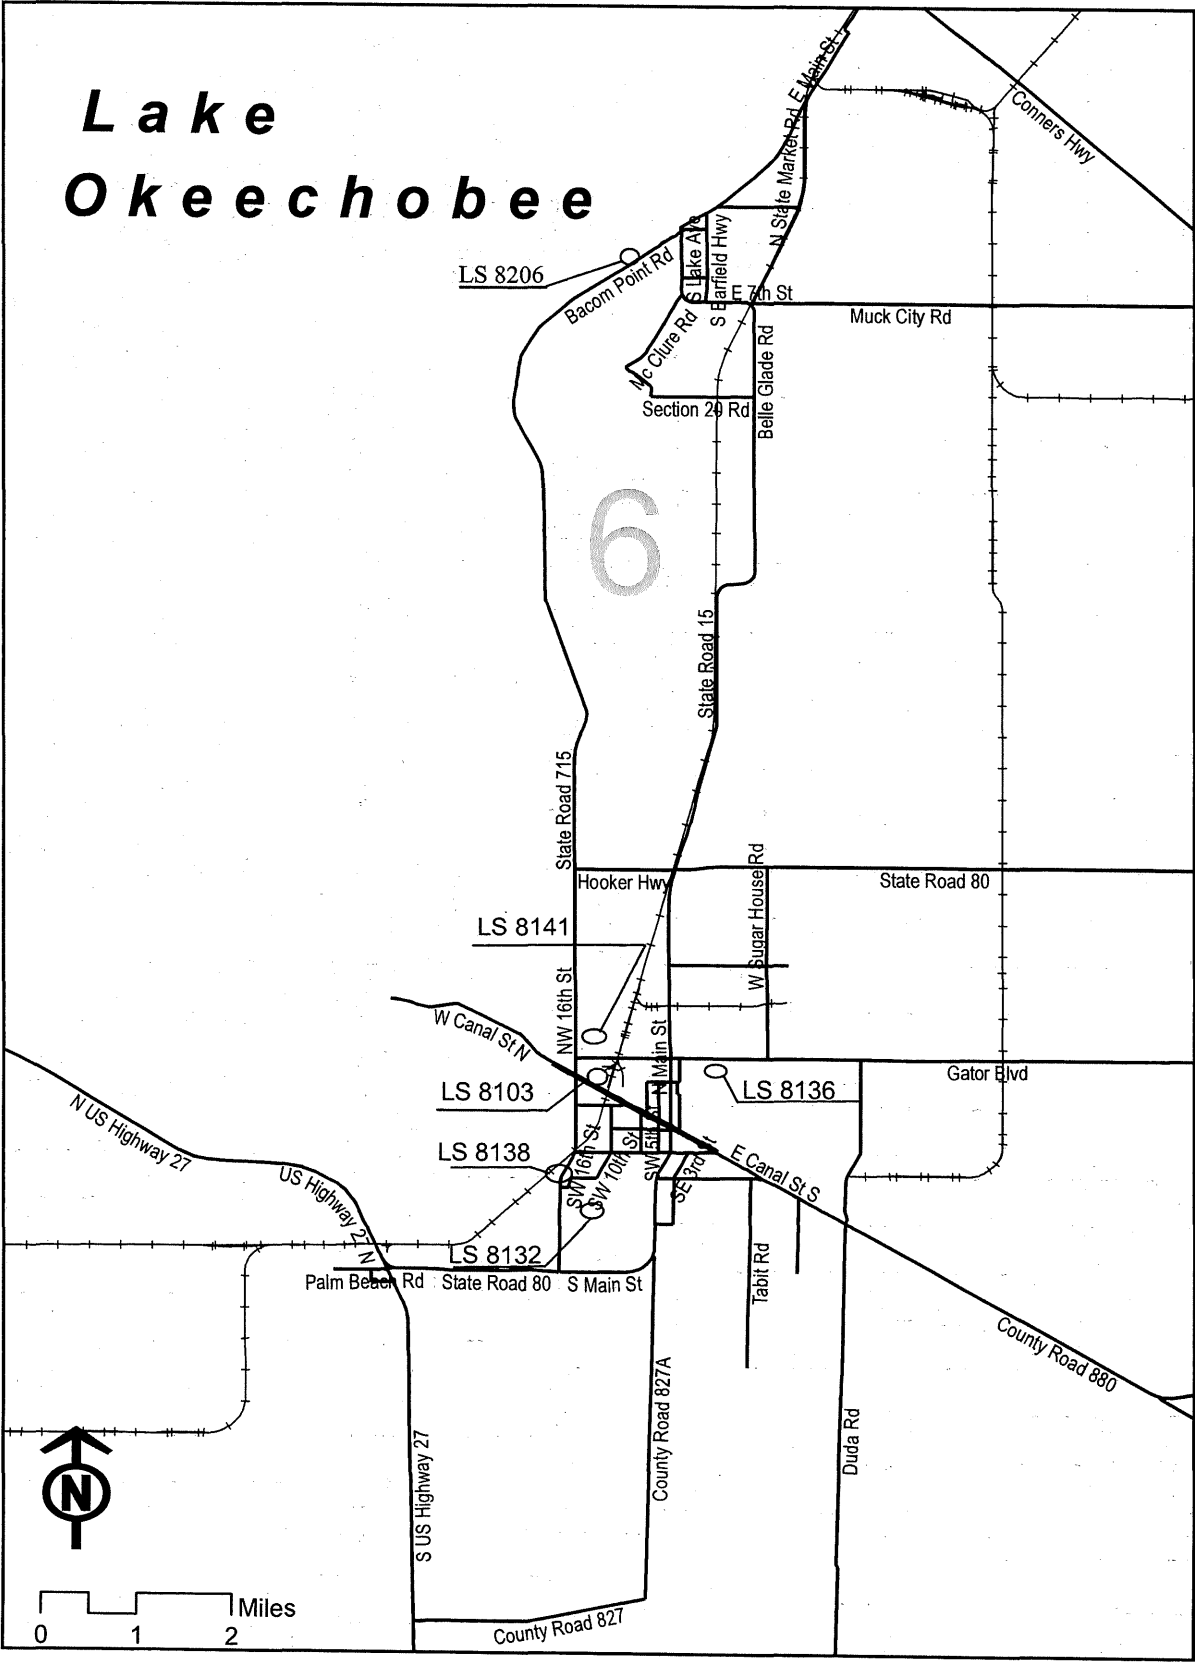 Lake
Okeechobee
E Main St
Conners Hwy
N State Market Rd
LS 8206
Bacom Point Rd
S Lake Ave
S Barfield Hwy
E 7th St
Muck City Rd
Mc Clure Rd
Belle Glade Rd
Section 20 Rd
6
State Road 15
State Road 715
Hooker Hwy
W Sugar House Rd
State Road 80
LS 8141
NW 16th St
W Canal St N
N Main St
Gator Blvd
LS 8103
LS 8136
N US Highway 27
LS 8138
SW 16th St
SW 10th St
SW 5th St
SE 3rd St
E Canal St S
US Highway 27 N
LS 8132
Palm Beach Rd
State Road 80
S Main St
Tabit Rd
County Road 880
County Road 827A
Duda Rd
N
S US Highway 27
Miles
0 1 2
County Road 827